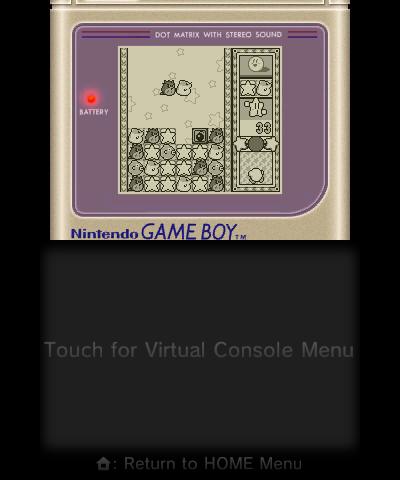 DOT MATRIX WITH STEREO SOUND
BATTERY
33
Nintendo GAME BOY™
Touch for Virtual Console Menu
: Return to HOME Menu